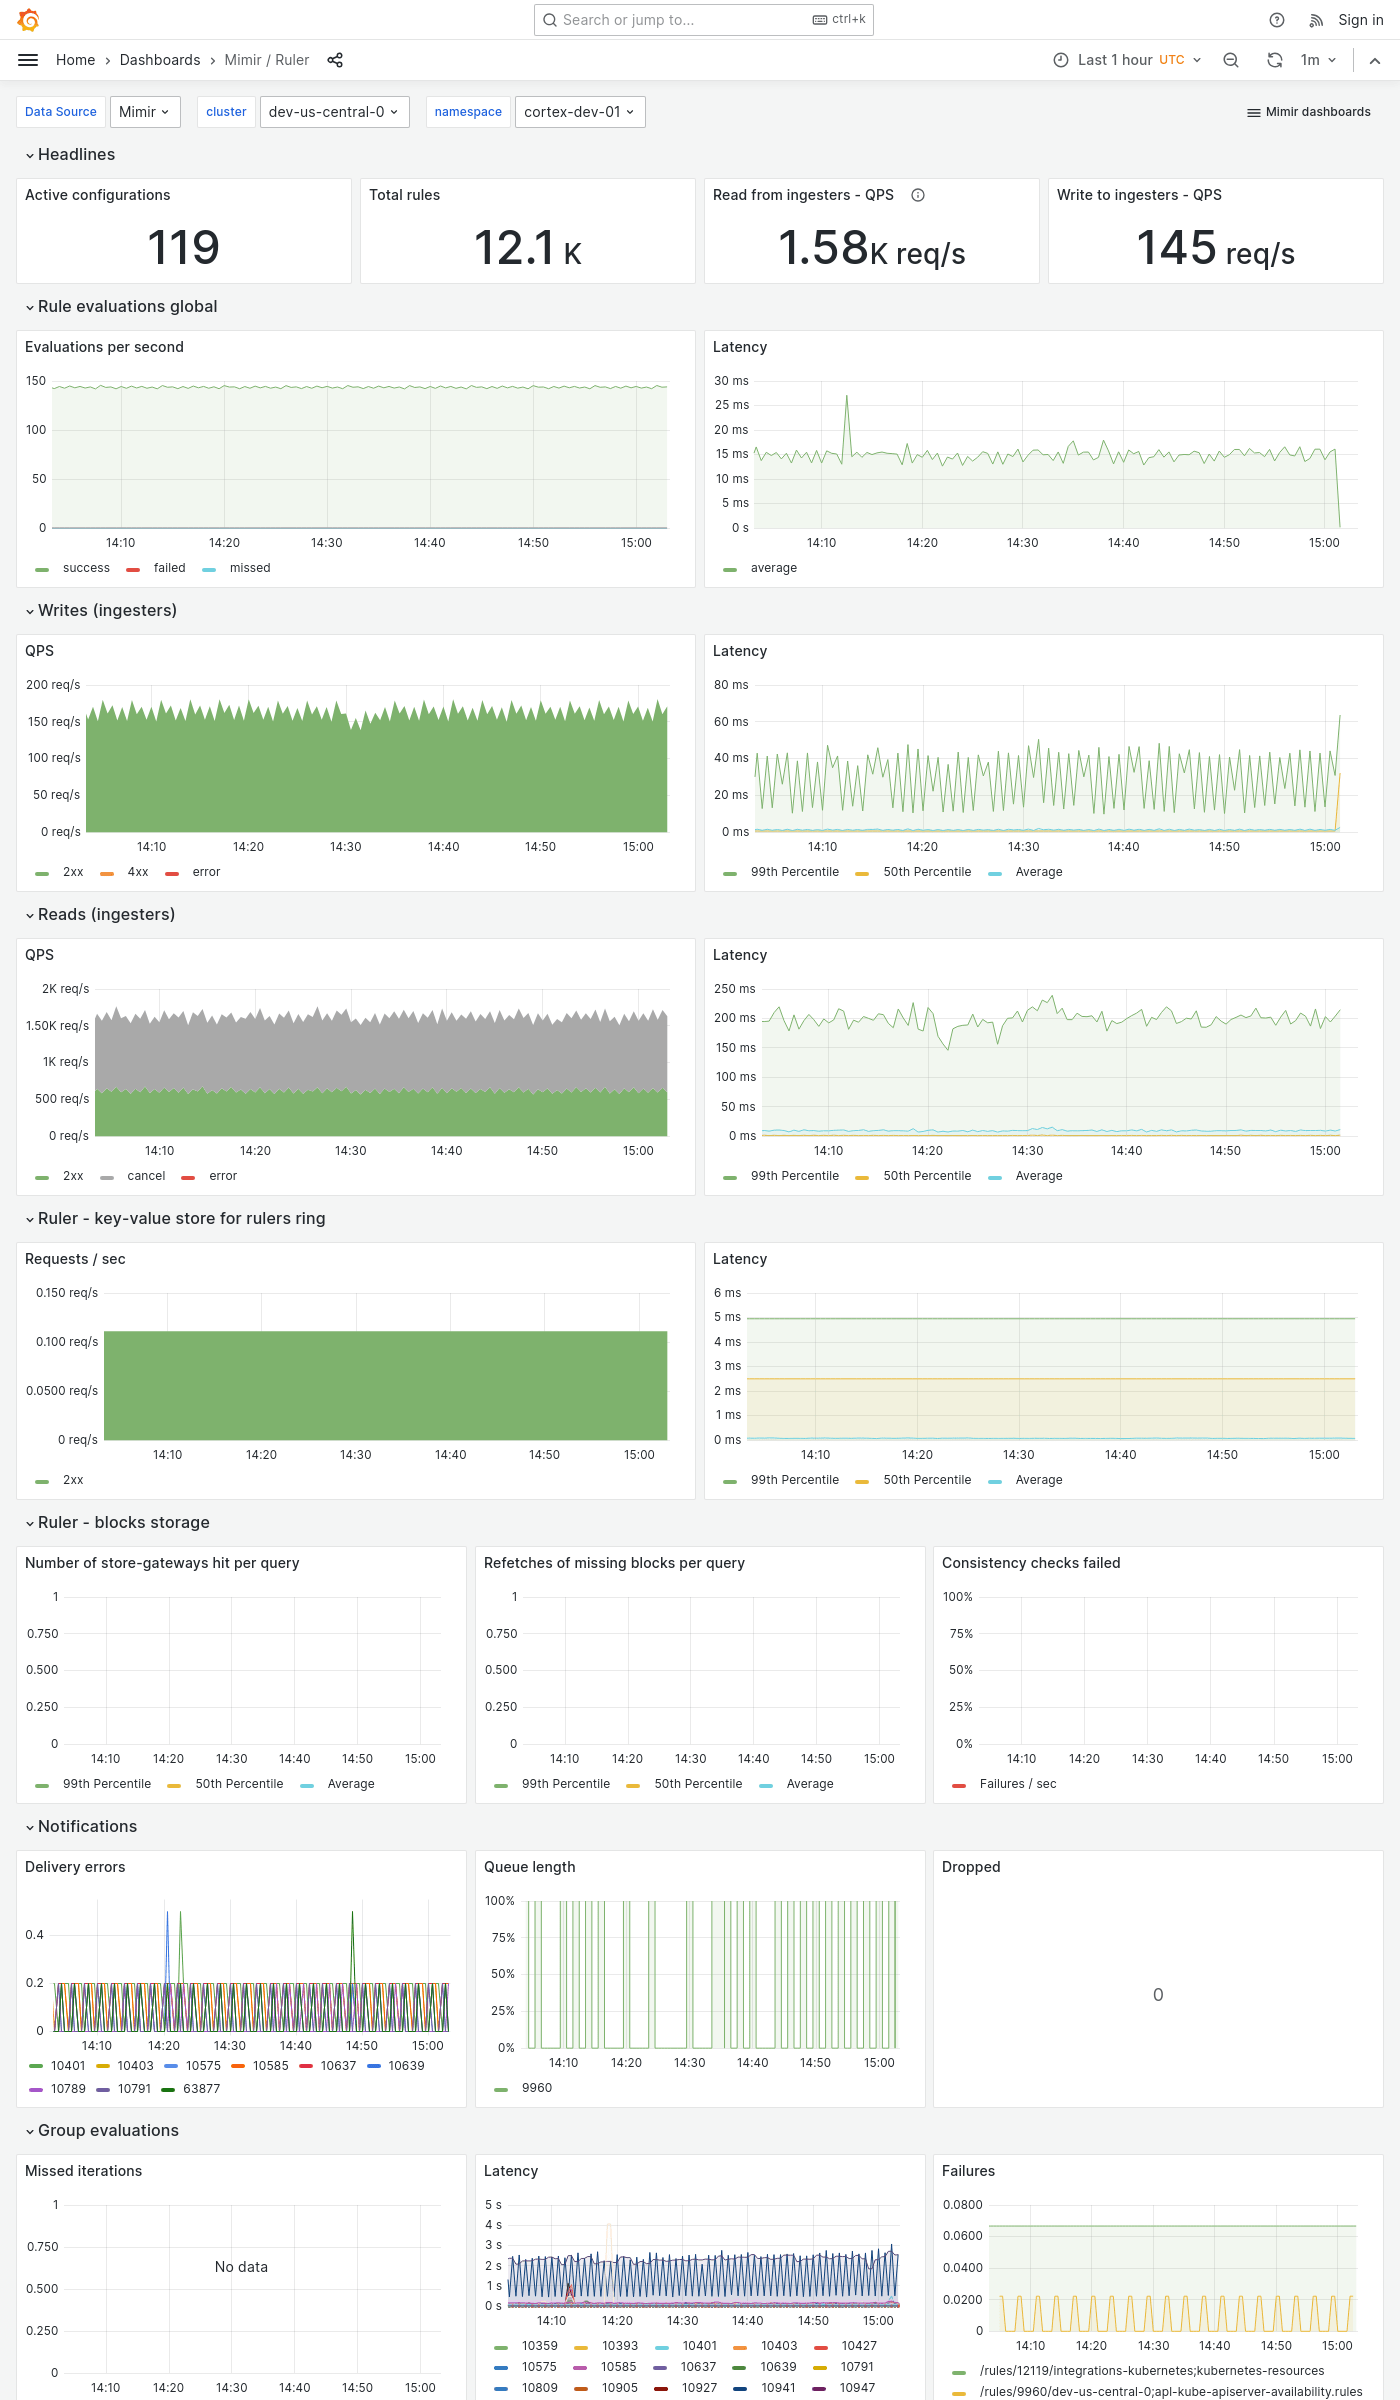 Search or jump to... ctrl+k Sign in
Home Dashboards Mimir / Ruler Last 1 hour UTC 1m
Data Source Mimir cluster dev-us-central-0 namespace cortex-dev-01 Mimir dashboards
Headlines
Active configurations Total rules Read from ingesters - QPS Write to ingesters - QPS
119 12.1 K 1.58K req/s 145 req/s
Rule evaluations global
Evaluations per second
150
100
50
0
14:10 14:20 14:30 14:40 14:50 15:00
success failed missed
Latency
30 ms
25 ms
20 ms
15 ms
10 ms
5 ms
0 s
14:10 14:20 14:30 14:40 14:50 15:00
average
Writes (ingesters)
QPS
200 req/s
150 req/s
100 req/s
50 req/s
0 req/s
14:10 14:20 14:30 14:40 14:50 15:00
2xx 4xx error
Latency
80 ms
60 ms
40 ms
20 ms
0 ms
14:10 14:20 14:30 14:40 14:50 15:00
99th Percentile 50th Percentile Average
Reads (ingesters)
QPS
2K req/s
1.50K req/s
1K req/s
500 req/s
0 req/s
14:10 14:20 14:30 14:40 14:50 15:00
2xx cancel error
Latency
250 ms
200 ms
150 ms
100 ms
50 ms
0 ms
14:10 14:20 14:30 14:40 14:50 15:00
99th Percentile 50th Percentile Average
Ruler - key-value store for rulers ring
Requests / sec
0.150 req/s
0.100 req/s
0.0500 req/s
0 req/s
14:10 14:20 14:30 14:40 14:50 15:00
2xx
Latency
6 ms
5 ms
4 ms
3 ms
2 ms
1 ms
0 ms
14:10 14:20 14:30 14:40 14:50 15:00
99th Percentile 50th Percentile Average
Ruler - blocks storage
Number of store-gateways hit per query
1
0.750
0.500
0.250
0
14:10 14:20 14:30 14:40 14:50 15:00
99th Percentile 50th Percentile Average
Refetches of missing blocks per query
1
0.750
0.500
0.250
0
14:10 14:20 14:30 14:40 14:50 15:00
99th Percentile 50th Percentile Average
Consistency checks failed
100%
75%
50%
25%
0%
14:10 14:20 14:30 14:40 14:50 15:00
Failures / sec
Notifications
Delivery errors
0.4
0.2
0
14:10 14:20 14:30 14:40 14:50 15:00
10401 10403 10575 10585 10637 10639
10789 10791 63877
Queue length
100%
75%
50%
25%
0%
14:10 14:20 14:30 14:40 14:50 15:00
9960
Dropped
0
Group evaluations
Missed iterations
1
0.750
No data
0.500
0.250
0
14:10 14:20 14:30 14:40 14:50 15:00
Latency
5 s
4 s
3 s
2 s
1 s
0 s
14:10 14:20 14:30 14:40 14:50 15:00
10359 10393 10401 10403 10427
10575 10585 10637 10639 10791
10809 10905 10927 10941 10947
Failures
0.0800
0.0600
0.0400
0.0200
0
14:10 14:20 14:30 14:40 14:50 15:00
/rules/12119/integrations-kubernetes;kubernetes-resources
/rules/9960/dev-us-central-0;apl-kube-apiserver-availability.rules